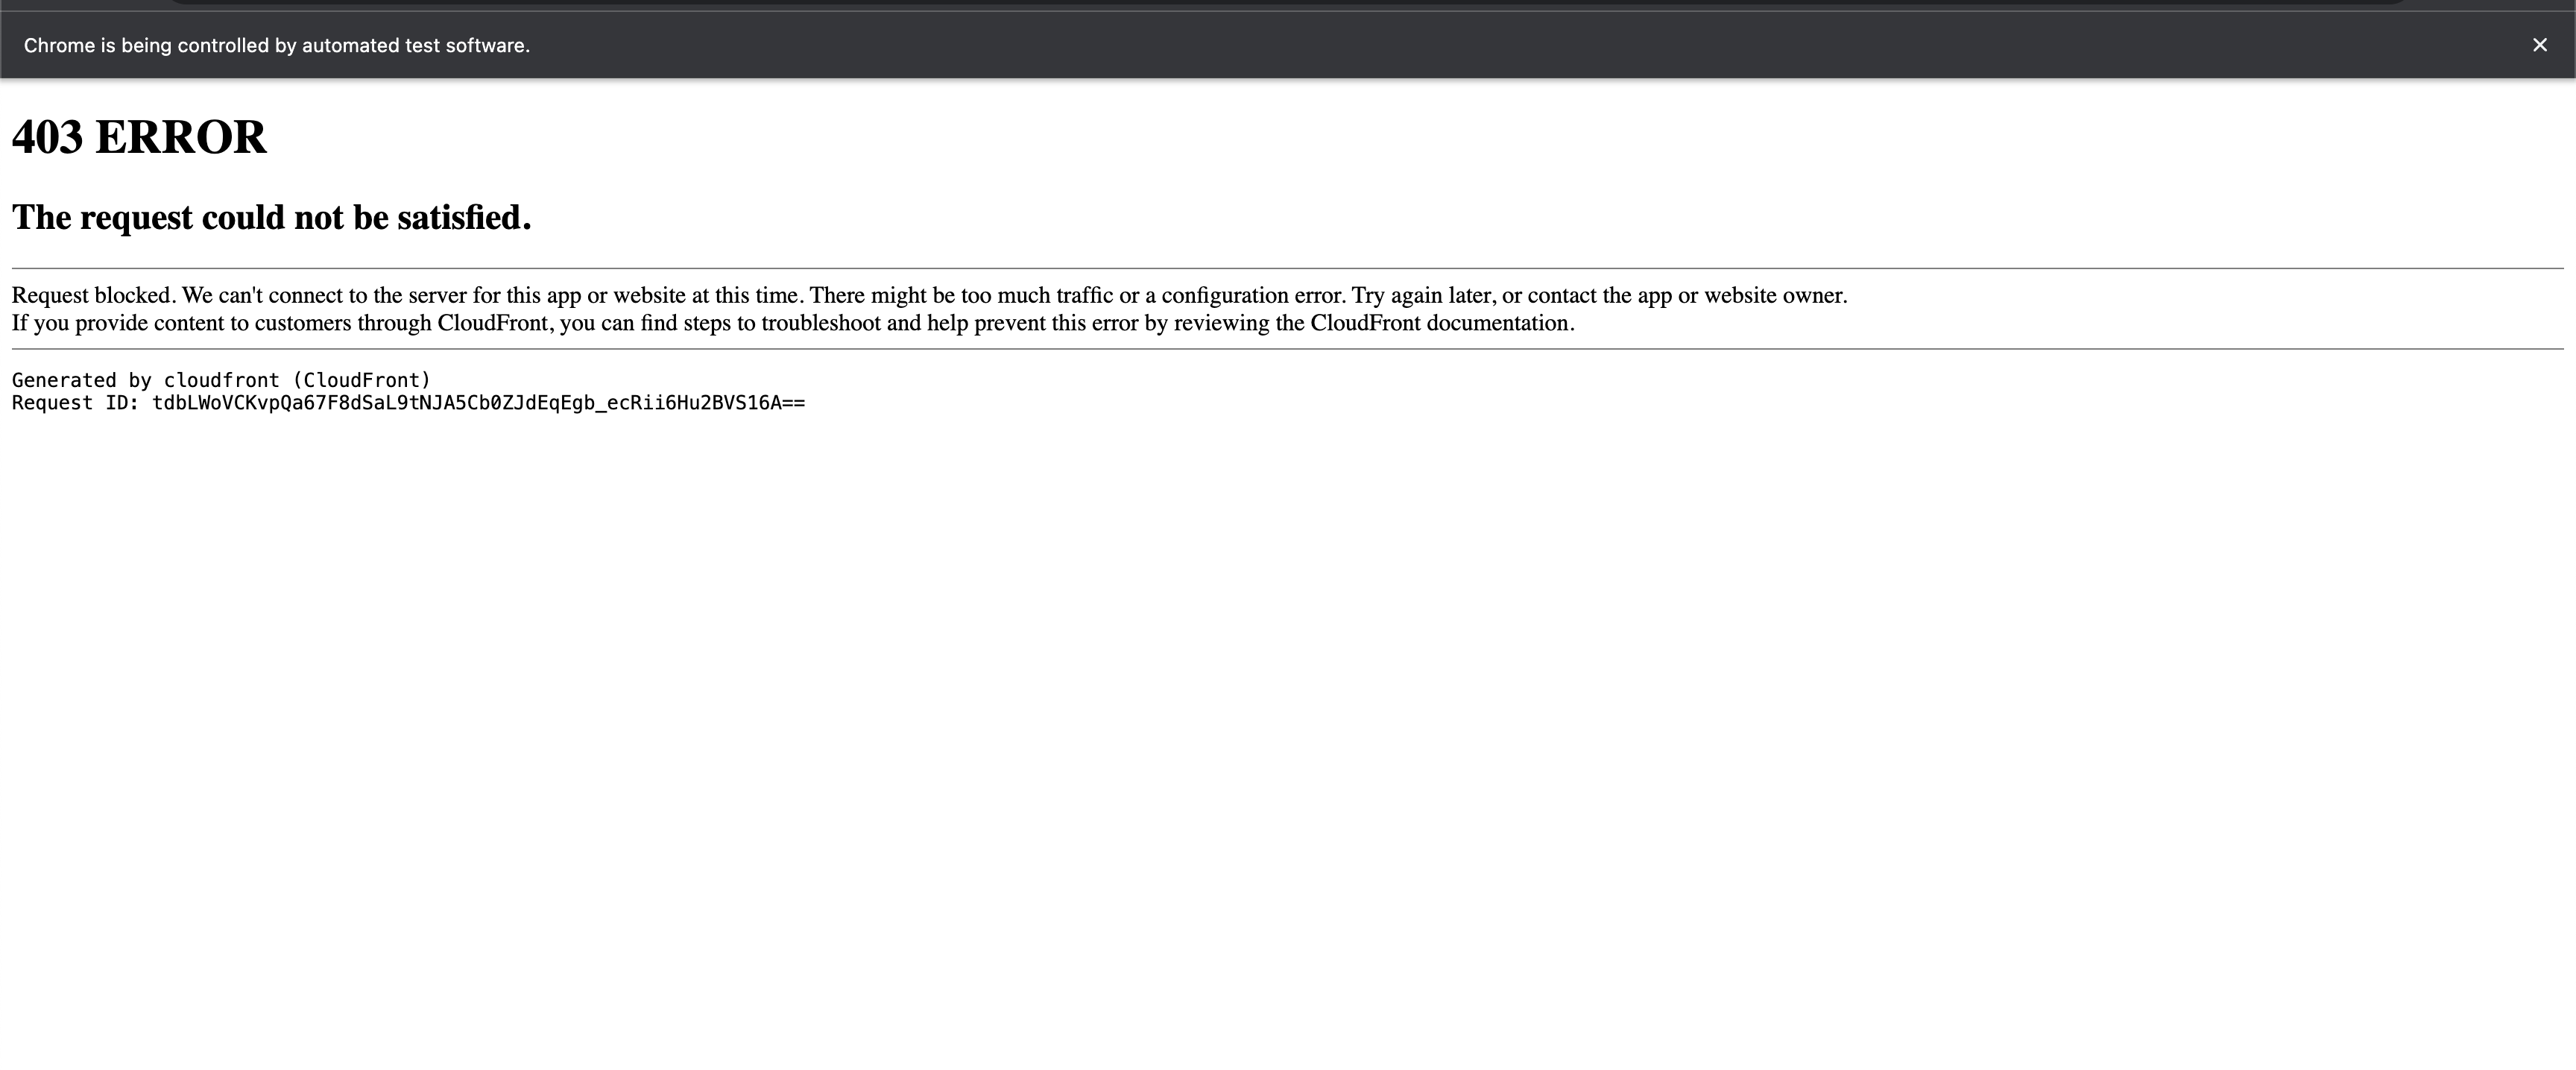 Chrome is being controlled by automated test software.
403 ERROR
The request could not be satisfied.
Request blocked. We can't connect to the server for this app or website at this time. There might be too much traffic or a configuration error. Try again later, or contact the app or website owner.
If you provide content to customers through CloudFront, you can find steps to troubleshoot and help prevent this error by reviewing the CloudFront documentation.
Generated by cloudfront (CloudFront)
Request ID: tdbLWoVCKvpQa67F8dSaL9tNJA5Cb0ZJdEqEgb_ecRii6Hu2BVS16A==